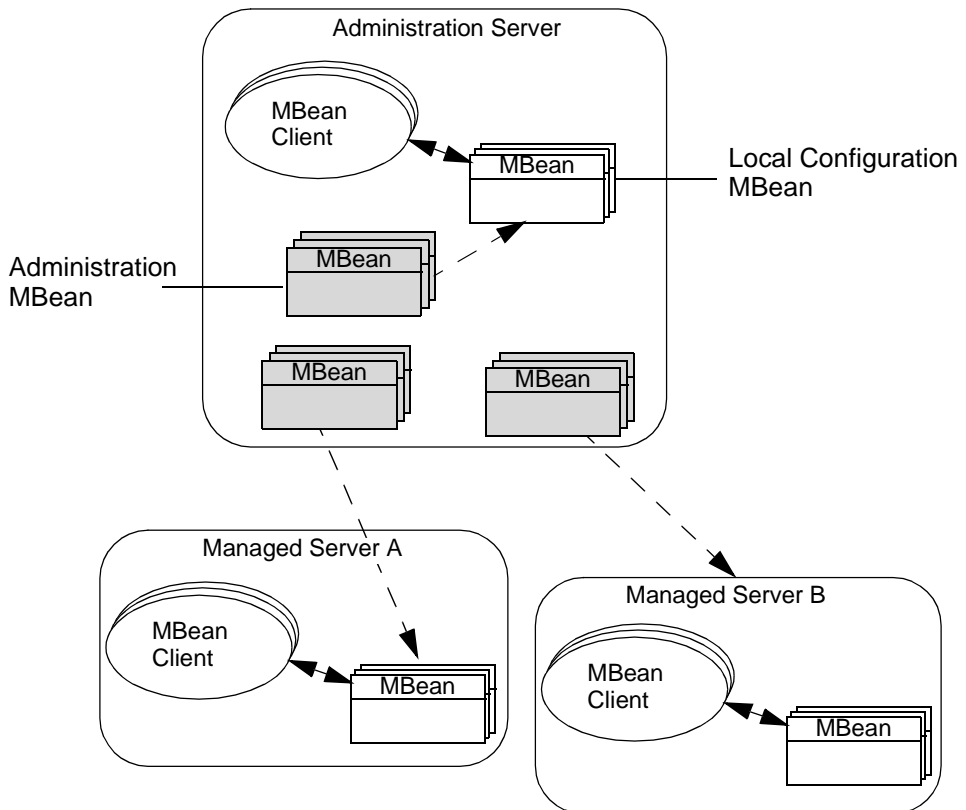 Administration Server
MBean
Client
MBean
Local Configuration
MBean
MBean
Administration
MBean
MBean
MBean
Managed Server A
MBean
Client
MBean
Managed Server B
MBean
Client
MBean